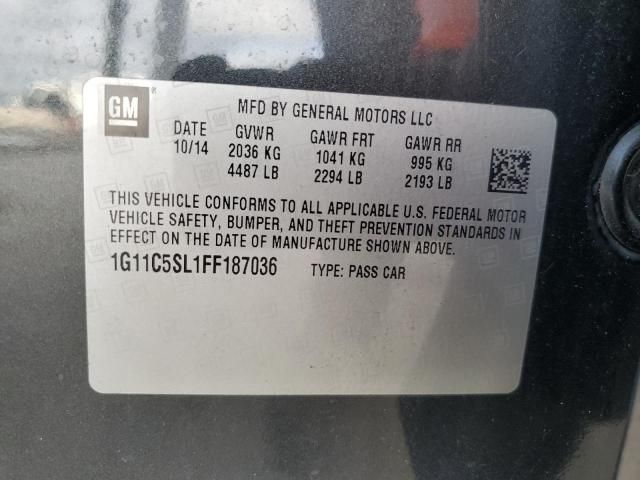 GM ®
MFD BY GENERAL MOTORS LLC
DATE GVWR GAWR FRT GAWR RR
10/14 2036 KG 1041 KG 995 KG
4487 LB 2294 LB 2193 LB
THIS VEHICLE CONFORMS TO ALL APPLICABLE U.S. FEDERAL MOTOR
VEHICLE SAFETY, BUMPER, AND THEFT PREVENTION STANDARDS IN
EFFECT ON THE DATE OF MANUFACTURE SHOWN ABOVE.
1G11C5SL1FF187036 TYPE: PASS CAR